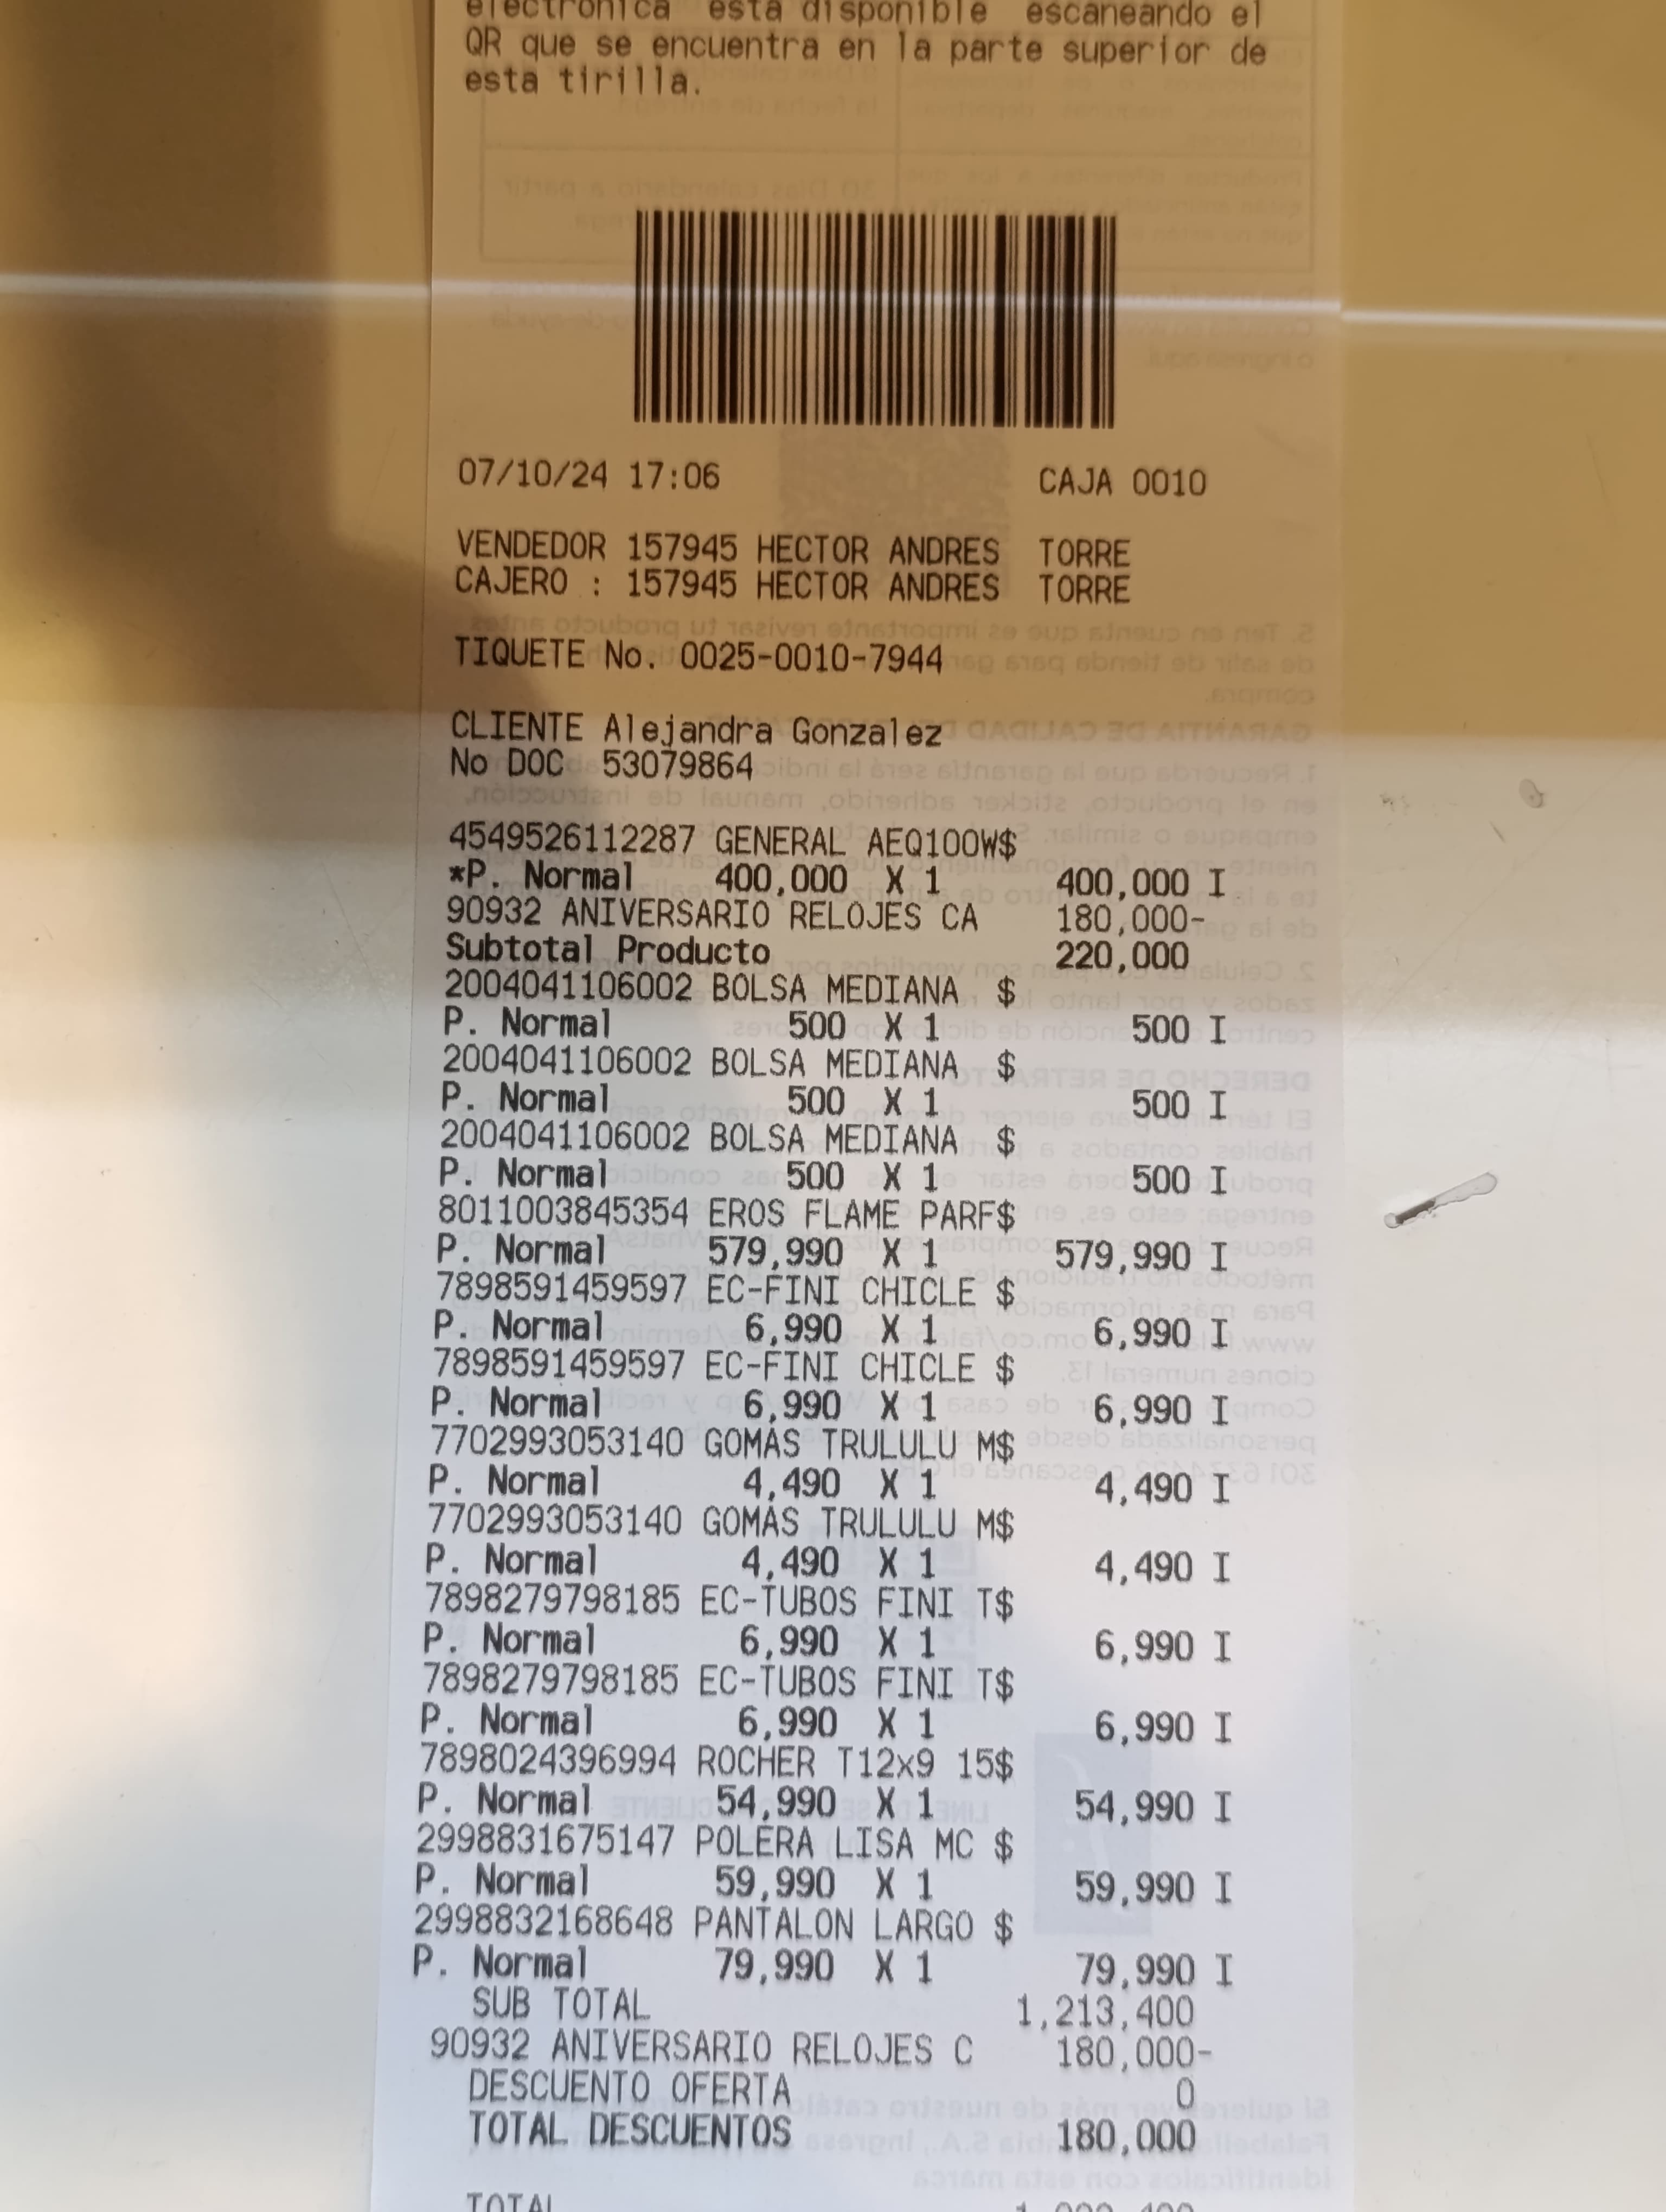 electrónica está disponible escaneando el
QR que se encuentra en la parte superior de
esta tirilla.
07/10/24 17:06 CAJA 0010
VENDEDOR 157945 HECTOR ANDRES TORRE
CAJERO : 157945 HECTOR ANDRES TORRE
TIQUETE No. 0025-0010-7944
CLIENTE Alejandra Gonzalez
No DOC 53079864
4549526112287 GENERAL AEQ100W$
*P. Normal 400,000 X 1 400,000 I
90932 ANIVERSARIO RELOJES CA 180,000-
Subtotal Producto 220,000
2004041106002 BOLSA MEDIANA $
P. Normal 500 X 1 500 I
2004041106002 BOLSA MEDIANA $
P. Normal 500 X 1 500 I
2004041106002 BOLSA MEDIANA $
P. Normal 500 X 1 500 I
8011003845354 EROS FLAME PARF$
P. Normal 579,990 X 1 579,990 I
7898591459597 EC-FINI CHICLE $
P. Normal 6,990 X 1 6,990 I
7898591459597 EC-FINI CHICLE $
P. Normal 6,990 X 1 6,990 I
7702993053140 GOMAS TRULULU M$
P. Normal 4,490 X 1 4,490 I
7702993053140 GOMAS TRULULU M$
P. Normal 4,490 X 1 4,490 I
7898279798185 EC-TUBOS FINI T$
P. Normal 6,990 X 1 6,990 I
7898279798185 EC-TUBOS FINI T$
P. Normal 6,990 X 1 6,990 I
7898024396994 ROCHER T12x9 15$
P. Normal 54,990 X 1 54,990 I
2998831675147 POLERA LISA MC $
P. Normal 59,990 X 1 59,990 I
2998832168648 PANTALON LARGO $
P. Normal 79,990 X 1 79,990 I
SUB TOTAL 1,213,400
90932 ANIVERSARIO RELOJES C 180,000-
DESCUENTO OFERTA 0
TOTAL DESCUENTOS 180,000
TOTAL